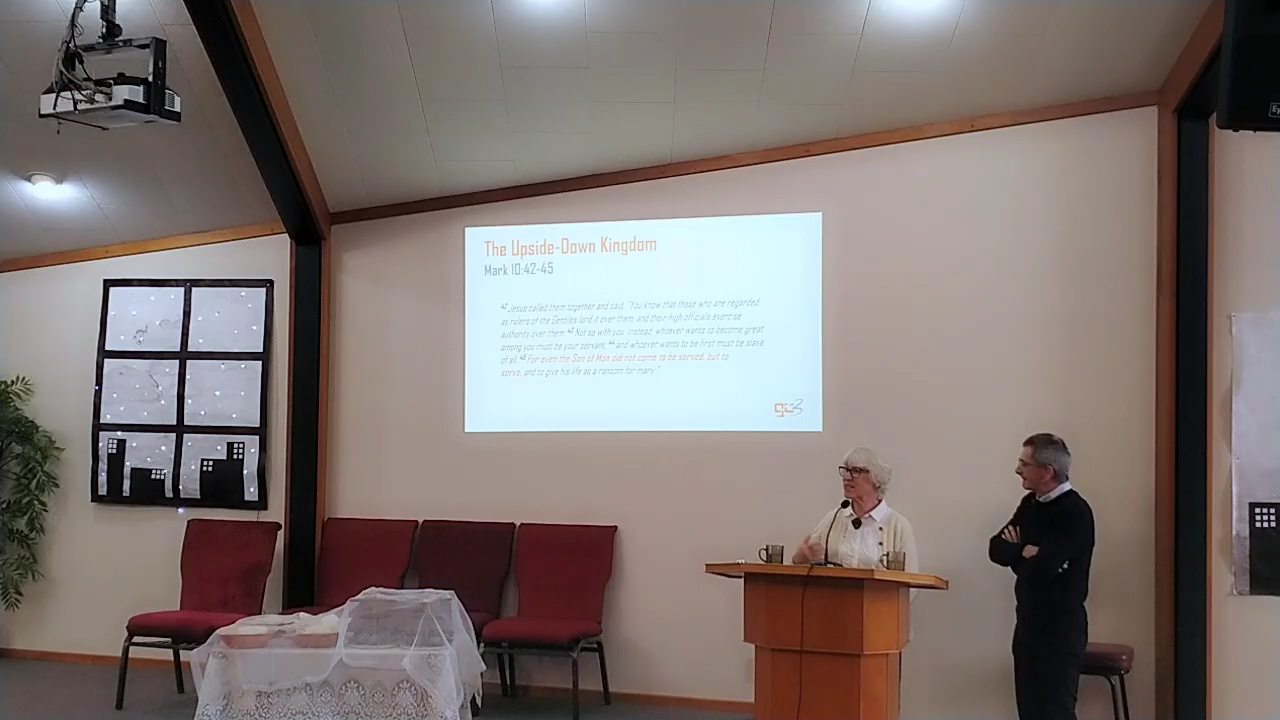 The Upside-Down Kingdom
Mark 10:42-45
42 Jesus called them together and said, "You know that those who are regarded
as rulers of the Gentiles lord it over them, and their high officials exercise
authority over them. 43 Not so with you. Instead, whoever wants to become great
among you must be your servant, 44 and whoever wants to be first must be slave
of all. 45 For even the Son of Man did not come to be served, but to
serve, and to give his life as a ransom for many."